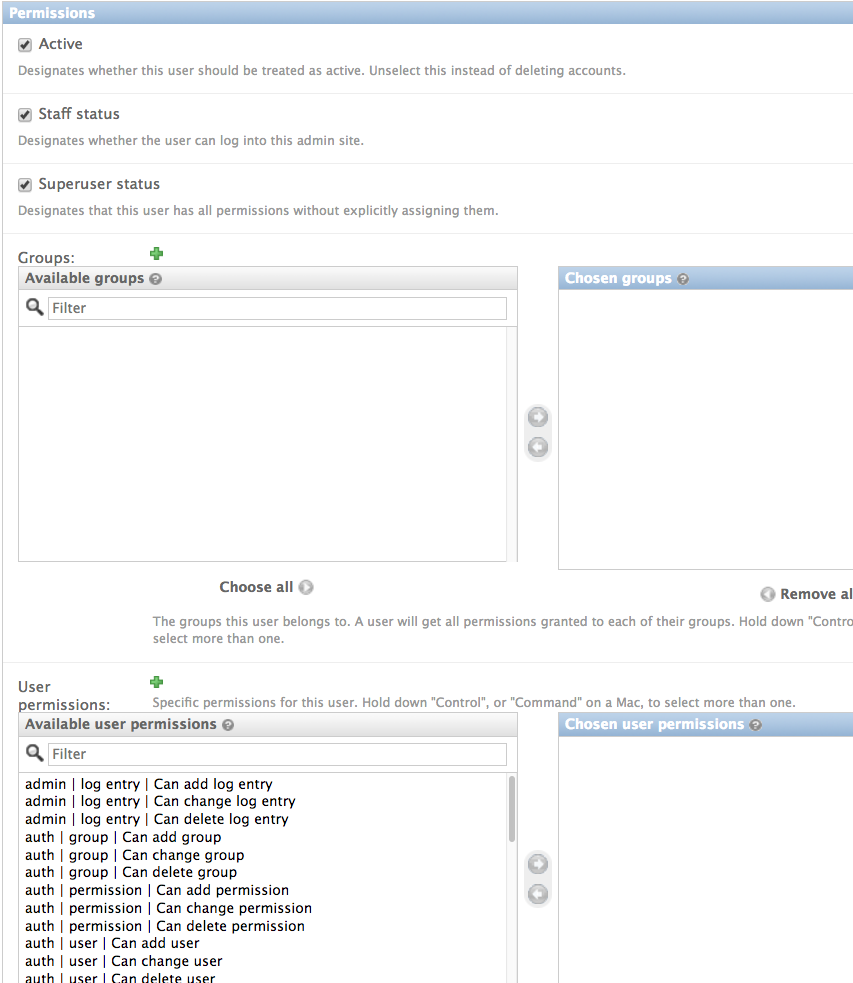 Permissions
Active
Designates whether this user should be treated as active. Unselect this instead of deleting accounts.
Staff status
Designates whether the user can log into this admin site.
Superuser status
Designates that this user has all permissions without explicitly assigning them.
Groups:
Available groups
Chosen groups
Filter
Choose all
Remove al
The groups this user belongs to. A user will get all permissions granted to each of their groups. Hold down "Contro
select more than one.
User
permissions:
Specific permissions for this user. Hold down "Control", or "Command" on a Mac, to select more than one.
Available user permissions
Chosen user permissions
Filter
admin | log entry | Can add log entry
admin | log entry | Can change log entry
admin | log entry | Can delete log entry
auth | group | Can add group
auth | group | Can change group
auth | group | Can delete group
auth | permission | Can add permission
auth | permission | Can change permission
auth | permission | Can delete permission
auth | user | Can add user
auth | user | Can change user
auth | user | Can delete user